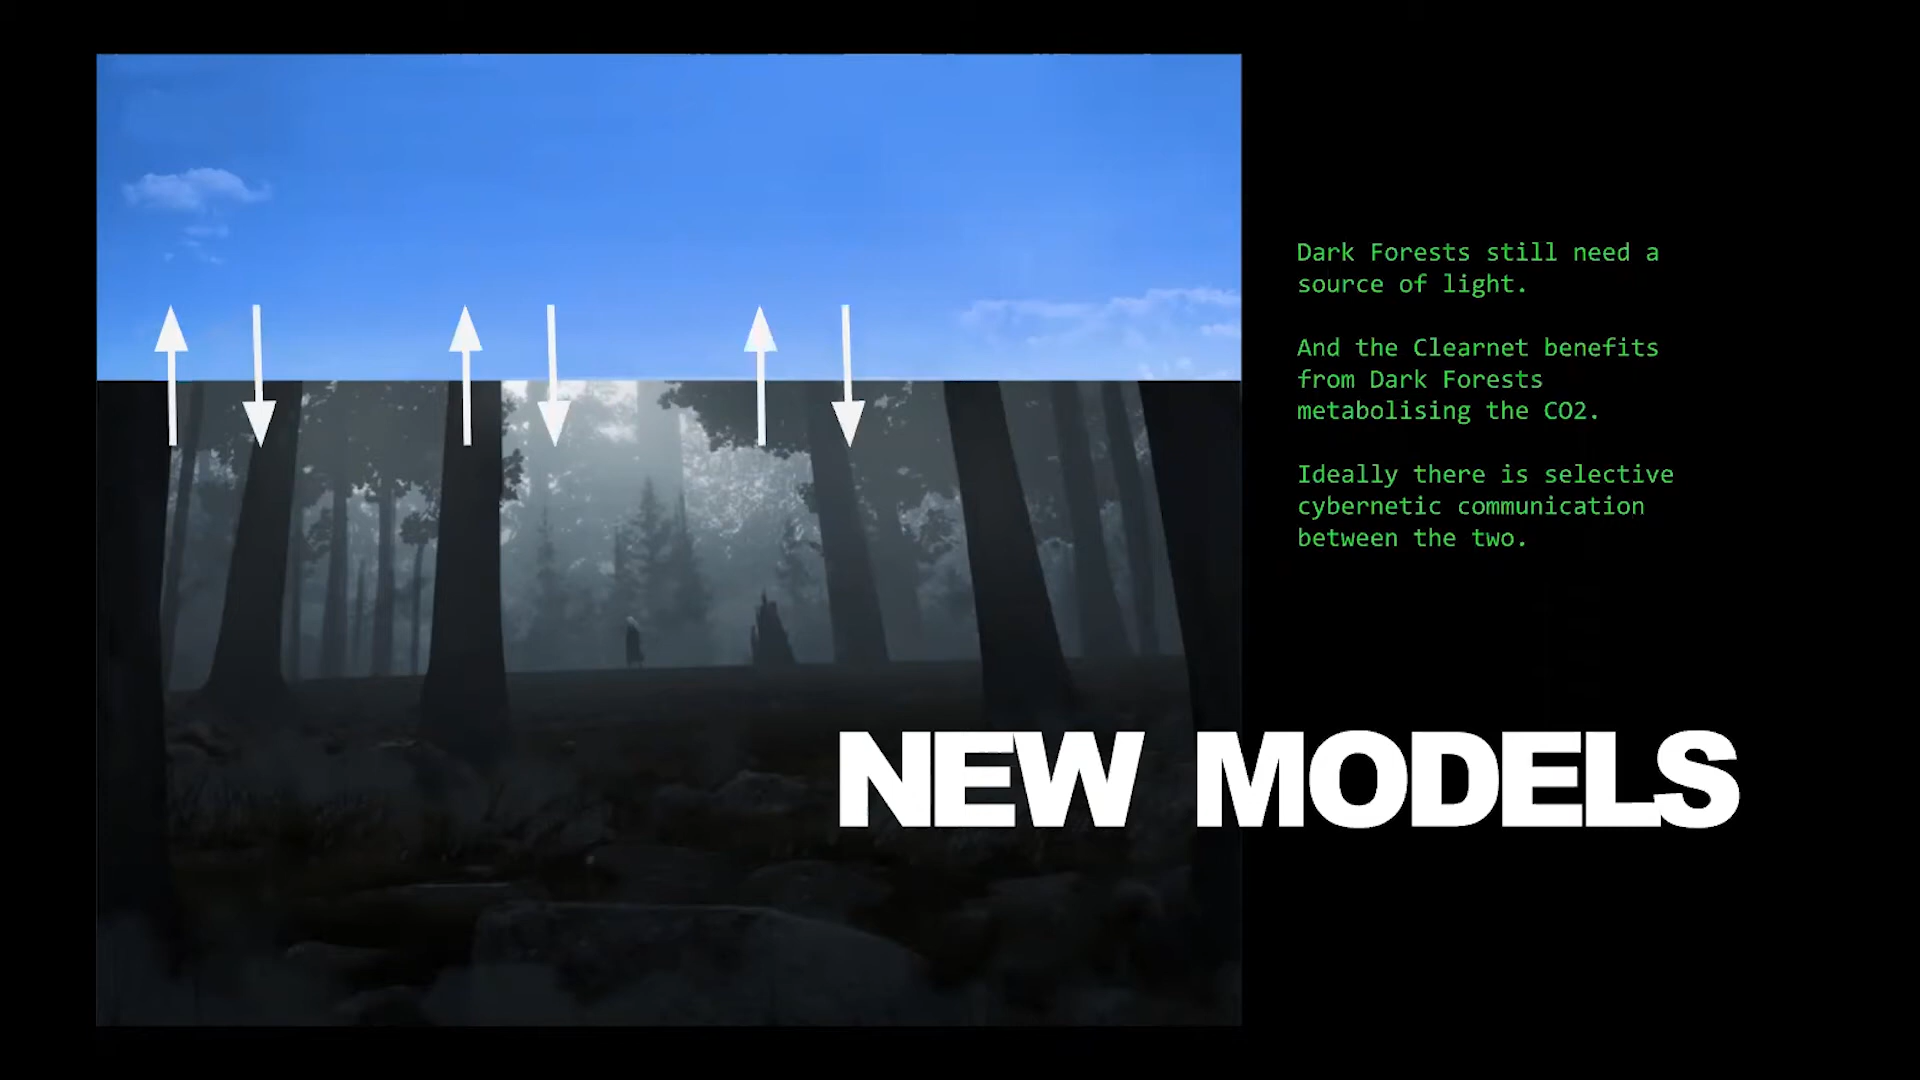 Dark Forests still need a
source of light.
And the Clearnet benefits
from Dark Forests
metabolising the CO2.
Ideally there is selective
cybernetic communication
between the two.
NEW MODELS